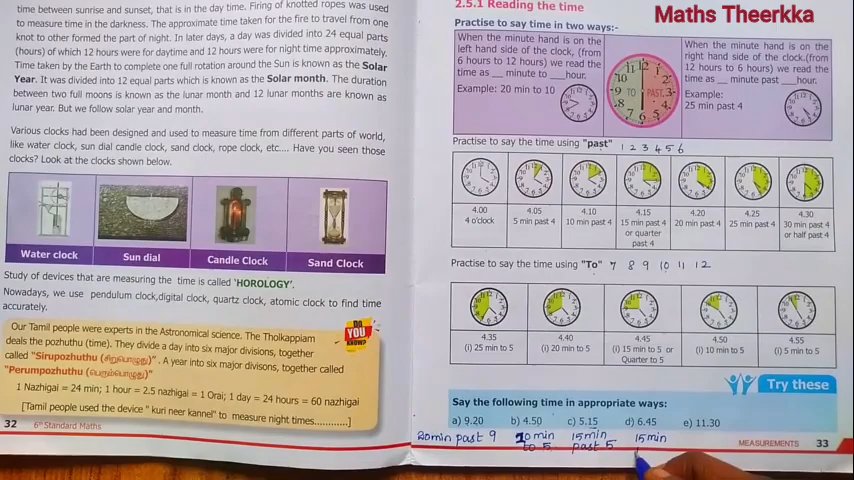 time between sunrise and sunset, that is in the day time. Firing of knotted ropes was used
to measure time in the darkness. The approximate time taken for the fire to travel from one
knot to other formed the part of night. In later days, a day was divided into 24 equal parts
(hours) of which 12 hours were for daytime and 12 hours were for night time approximately.
Time taken by the Earth to complete one full rotation around the Sun is known as the Solar
Year. It was divided into 12 equal parts which is known as the Solar month. The duration
between two full moons is known as the lunar month and 12 lunar months are known as
lunar year. But we follow solar year and month.
Various clocks had been designed and used to measure time from different parts of world,
like water clock, sun dial candle clock, sand clock, rope clock, etc.... Have you seen those
clocks? Look at the clocks shown below.
Water clock
Sun dial
Candle Clock
Sand Clock
Study of devices that are measuring the time is called 'HOROLOGY'.
Nowadays, we use pendulum clock,digital clock, quartz clock, atomic clock to find time
accurately.
DO YOU KNOW?
Our Tamil people were experts in the Astronomical science. The Tholkappiam
deals the pozhuthu (time). They divide a day into six major divisions, together
called "Sirupozhuthu (சிறுபொழுது)" . A year into six major divisions, together called
"Perumpozhuthu (பெரும்பொழுது)"
1 Nazhigai = 24 min; 1 hour = 2.5 nazhigai = 1 Orai; 1 day = 24 hours = 60 nazhigai
[Tamil people used the device " kuri neer kannel" to measure night times............]
32 6th Standard Maths
2.5.1 Reading the time
Maths Theerkka
Practise to say time in two ways:-
When the minute hand is on the
left hand side of the clock, (from
6 hours to 12 hours) we read the
time as __ minute to __hour.
Example: 20 min to 10
TO PAST
When the minute hand is on the
right hand side of the clock.(from
12 hours to 6 hours) we read the
time as __ minute past __hour.
Example:
25 min past 4
Practise to say the time using "past" 1 2 3 4 5 6
4.00
4 o'clock
4.05
5 min past 4
4.10
10 min past 4
4.15
15 min past 4
or quarter
past 4
4.20
20 min past 4
4.25
25 min past 4
4.30
30 min past 4
or half past 4
Practise to say the time using "To" 7 8 9 10 11 12
4.35
(i) 25 min to 5
4.40
(i) 20 min to 5
4.45
(i) 15 min to 5 or
Quarter to 5
4.50
(i) 10 min to 5
4.55
(i) 5 min to 5
Try these
Say the following time in appropriate ways:
a) 9.20 b) 4.50 c) 5.15 d) 6.45 e) 11.30
20min past 9
10 min
to 5
15 min
past 5
15 min
MEASUREMENTS 33